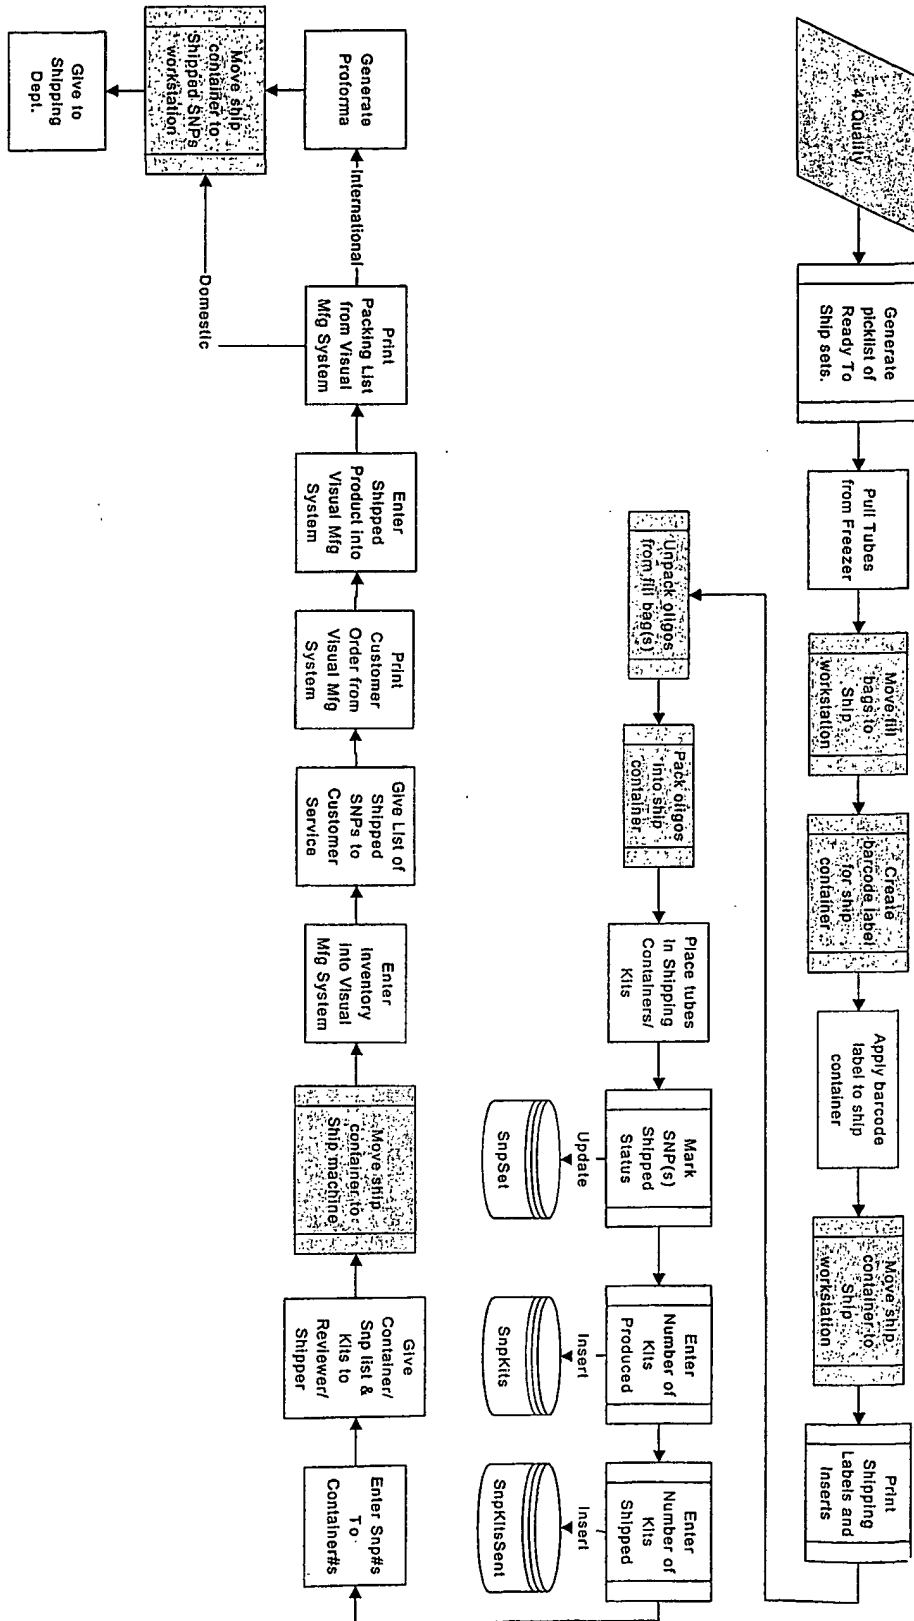 4. Quality
Generate
picklist of
Ready To
Ship sets.
Pull Tubes
from Freezer
Move fill
bags to
Ship
workstation
Create
barcode label
for ship
container
Apply barcode
label to ship
container
Move ship
container to
Ship
workstation
Print
Shipping
Labels and
Inserts
Unpack oligos
from fill bag(s)
Pack oligos
into ship
container
Place tubes
In Shipping
Containers/
Kits
Mark
SNP(s)
Shipped
Status
Update
SnpSet
Enter
Number of
Kits
Produced
Insert
SnpKits
Enter
Number of
Kits
Shipped
Insert
SnpKitsSent
Enter Snp#s
To
Container#s
Give
Container/
Snp list &
Kits to
Reviewer/
Shipper
Move ship
container to
Ship machine
Enter
inventory
into Visual
Mfg System
Give List of
Shipped
SNPs to
Customer
Service
Print
Customer
Order from
Visual Mfg
System
Enter
Shipped
Product into
Visual Mfg
System
Print
Packing List
from Visual
Mfg System
International
Domestic
Generate
Proforma
Move ship
container to
Shipped SNPs
workstation
Give to
Shipping
Dept.